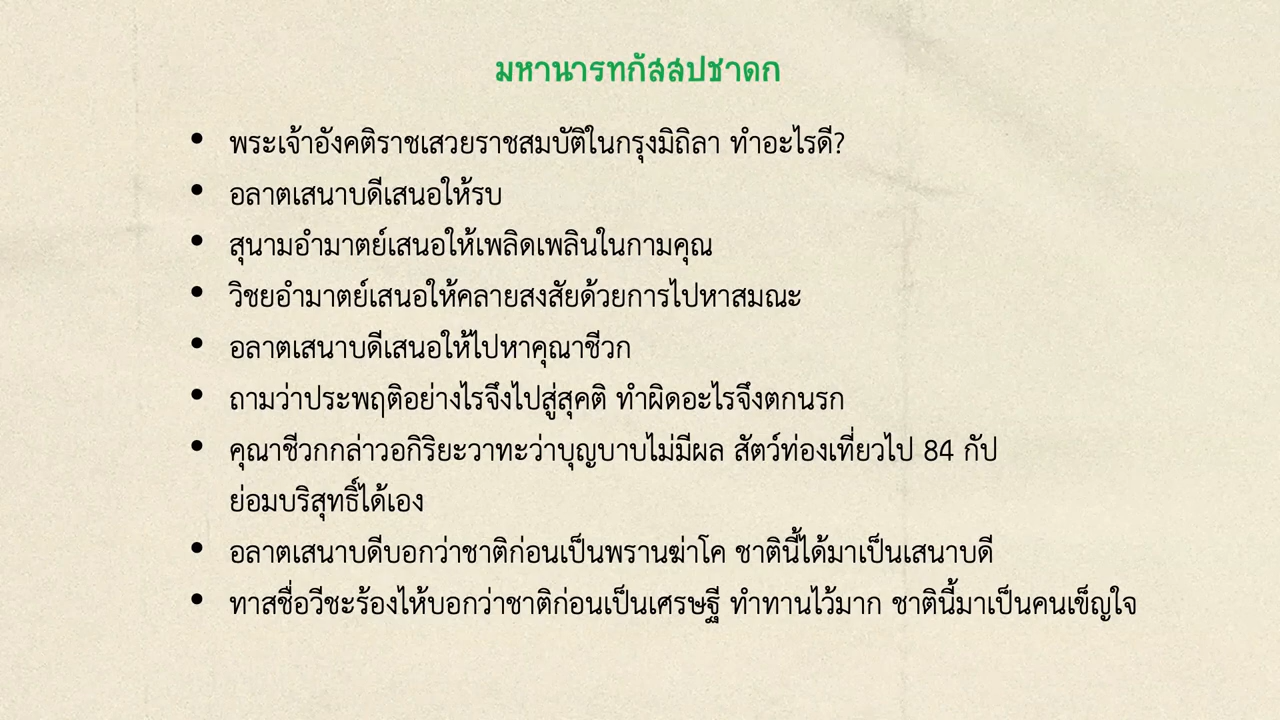 มหานารทกัสสปชาดก
• พระเจ้าอังคติราชเสวยราชสมบัติในกรุงมิถิลา ทำอะไรดี?
• อลาตเสนาบดีเสนอให้รบ
• สุนามอำมาตย์เสนอให้เพลิดเพลินในกามคุณ
• วิชยอำมาตย์เสนอให้คลายสงสัยด้วยการไปหาสมณะ
• อลาตเสนาบดีเสนอให้ไปหาคุณาชีวก
• ถามว่าประพฤติอย่างไรจึงไปสู่สุคติ ทำผิดอะไรจึงตกนรก
• คุณาชีวกกล่าวอกิริยะวาทะว่าบุญบาบไม่มีผล สัตว์ท่องเที่ยวไป 84 กัป
ย่อมบริสุทธิ์ได้เอง
• อลาตเสนาบดีบอกว่าชาติก่อนเป็นพรานฆ่าโค ชาตินี้ได้มาเป็นเสนาบดี
• ทาสชื่อวีชะร้องไห้บอกว่าชาติก่อนเป็นเศรษฐี ทำทานไว้มาก ชาตินี้มาเป็นคนเข็ญใจ